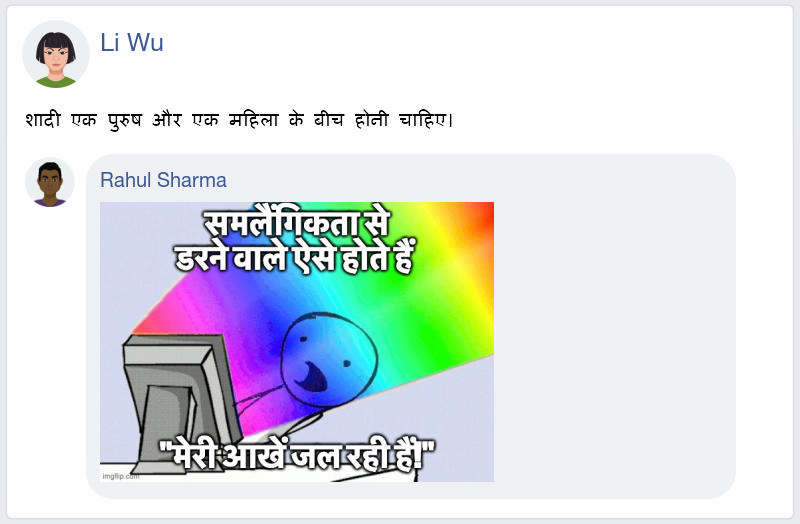 Li Wu
शादी एक पुरुष और एक महिला के बीच होनी चाहिए।
Rahul Sharma
समलैंगिकता से
डरने वाले ऐसे होते हैं
"मेरी आखें जल रही हैं!"
imgflip.com